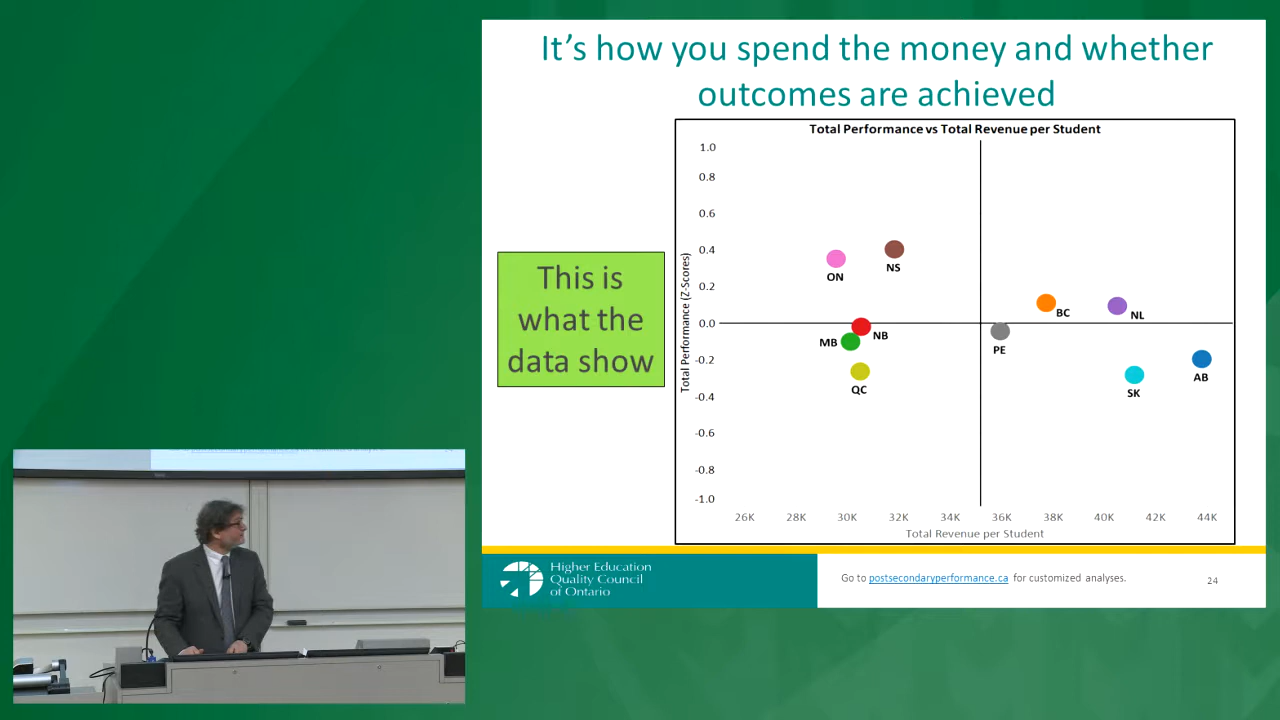 It's how you spend the money and whether
outcomes are achieved
This is
what the
data show
Total Performance vs Total Revenue per Student
Total Performance (Z-Scores)
1.0
0.8
0.6
0.4
0.2
0.0
-0.2
-0.4
-0.6
-0.8
-1.0
ON
NS
BC
NL
MB
NB
PE
QC
SK
AB
26K 28K 30K 32K 34K 36K 38K 40K 42K 44K
Total Revenue per Student
Higher Education
Quality Council
of Ontario
Go to postsecondaryperformance.ca for customized analyses.
24